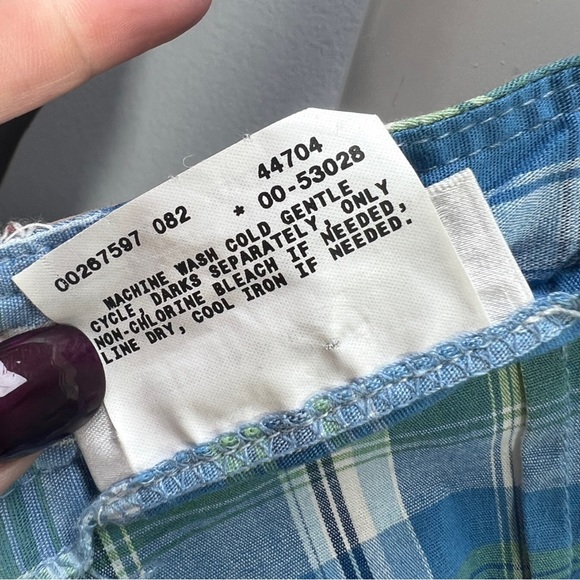 44704
00267597 082 * 00-53028
MACHINE WASH COLD GENTLE
CYCLE, DARKS SEPARATELY, ONLY
NON-CHLORINE BLEACH IF NEEDED,
LINE DRY, COOL IRON IF NEEDED.